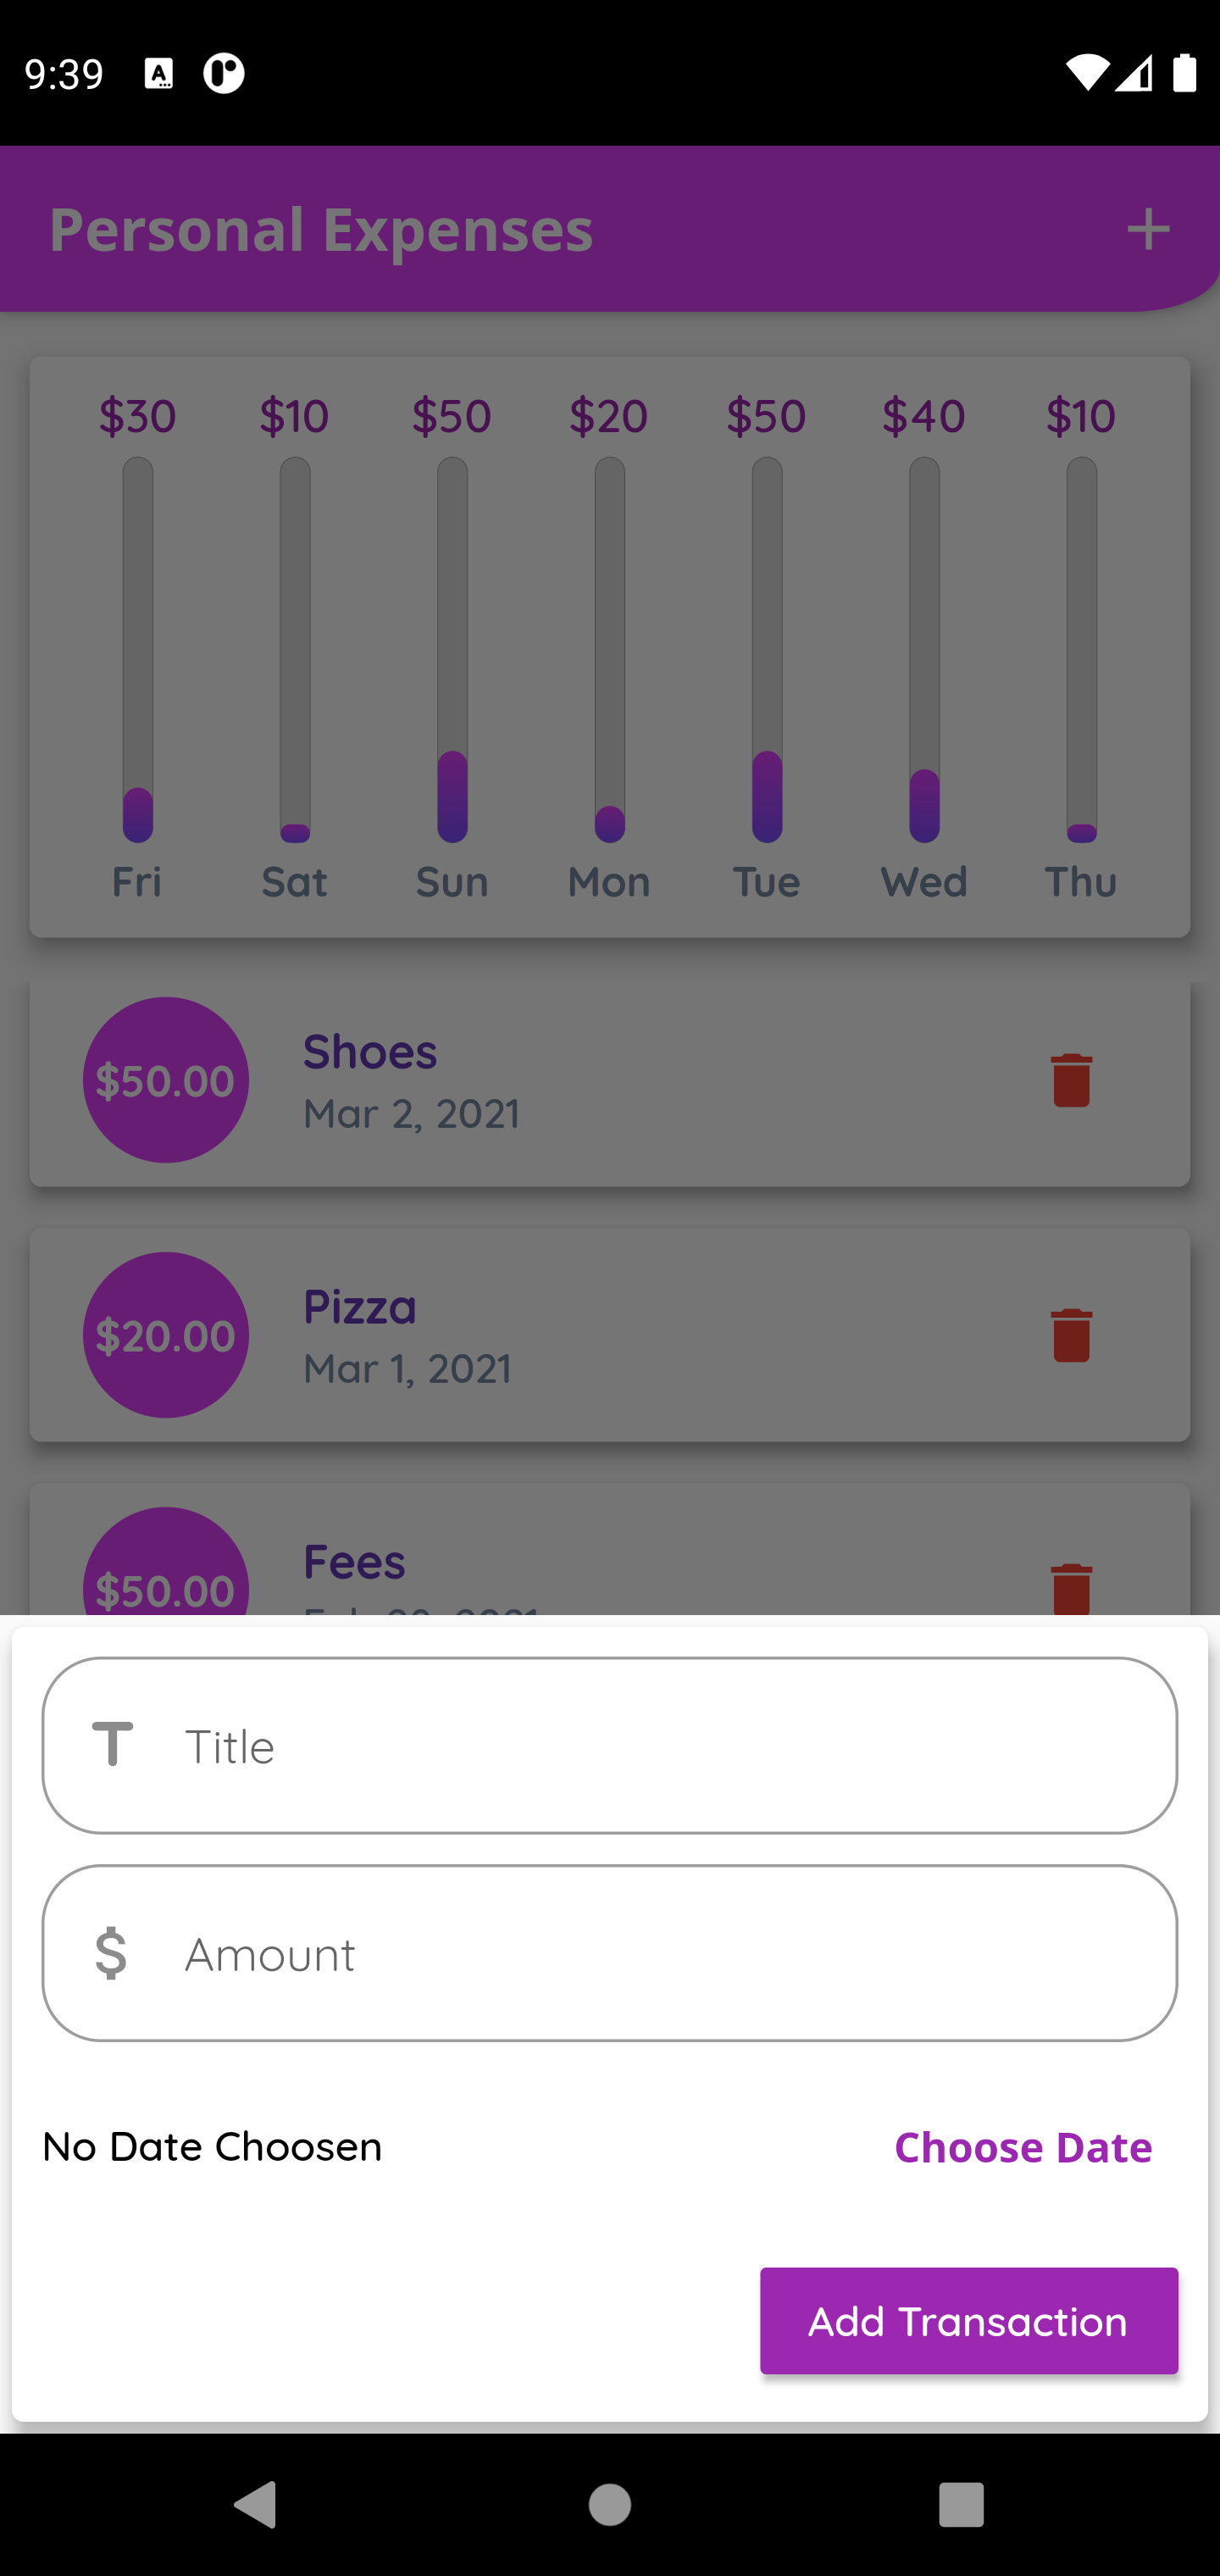 9:39
Personal Expenses
$30 $10 $50 $20 $50 $40 $10
Fri Sat Sun Mon Tue Wed Thu
$50.00
Shoes
Mar 2, 2021
$20.00
Pizza
Mar 1, 2021
$50.00
Fees
Title
$ Amount
No Date Choosen
Choose Date
Add Transaction